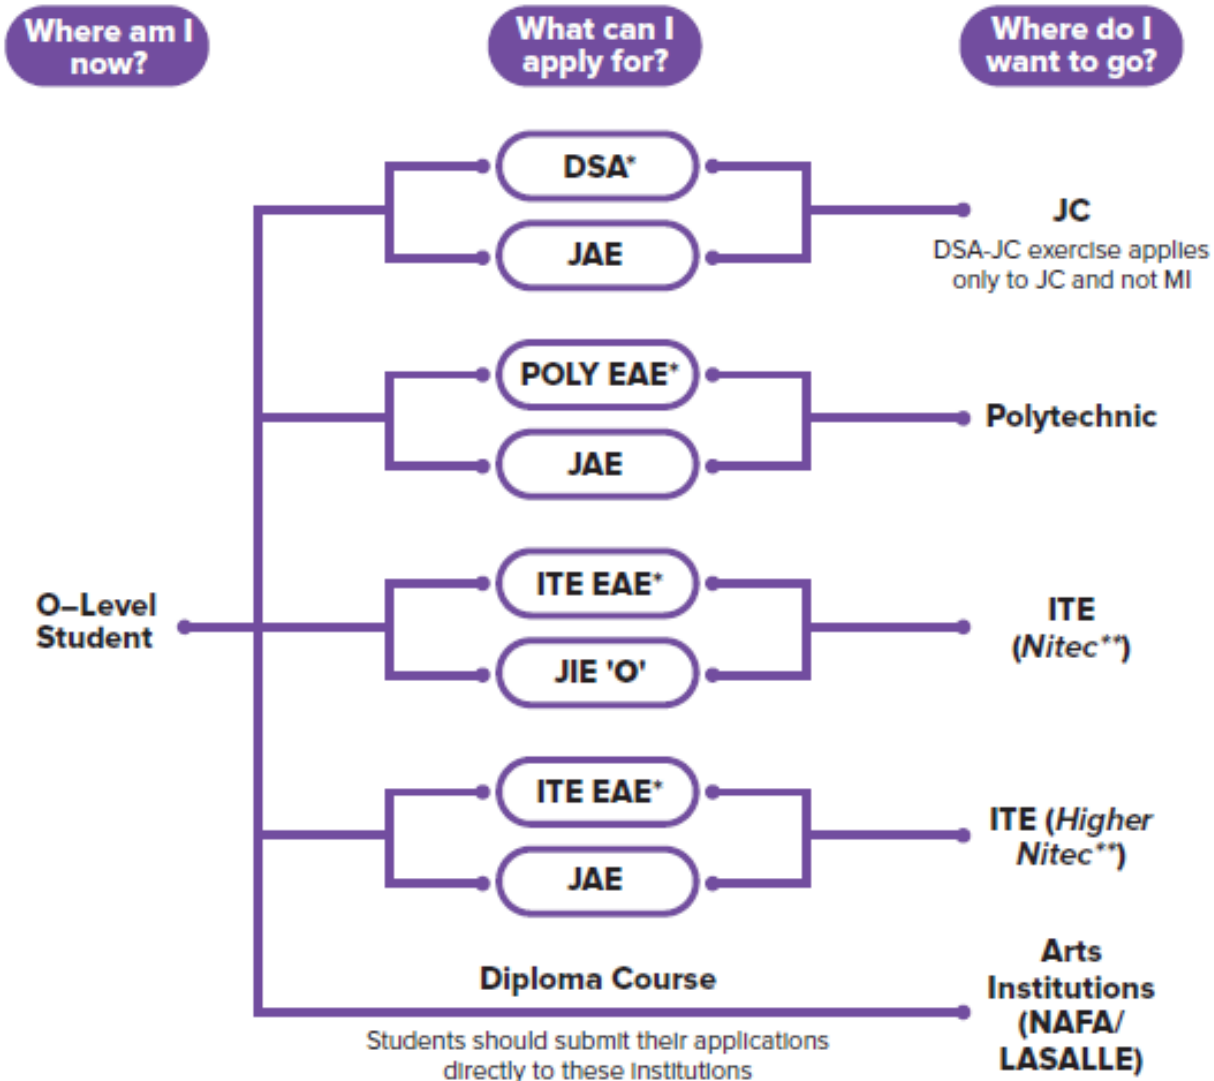 Where am I
now?
What can I
apply for?
Where do I
want to go?
DSA*
JAE
JC
DSA-JC exercise applies
only to JC and not MI
POLY EAE*
JAE
Polytechnic
O–Level
Student
ITE EAE*
JIE 'O'
ITE
(Nitec**)
ITE EAE*
JAE
ITE (Higher
Nitec**)
Diploma Course
Students should submit their applications
directly to these institutions
Arts
Institutions
(NAFA/
LASALLE)